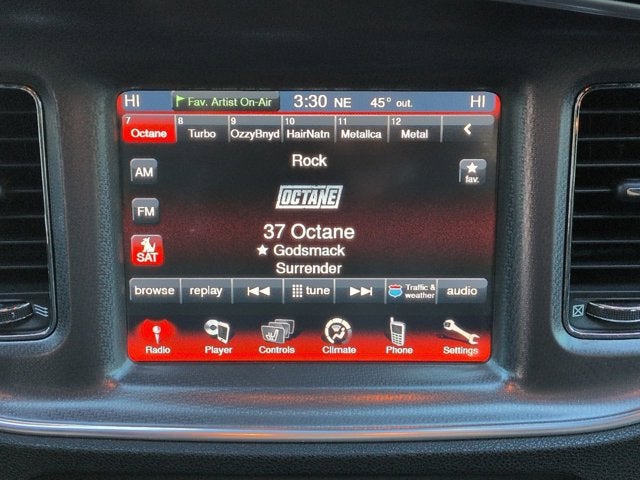 HI Fav. Artist On-Air 3:30 NE 45° out. HI
7 8 9 10 11 12
Octane Turbo OzzyBnyd HairNatn Metallca Metal
Rock
AM
fav.
OCTANE
FM
37 Octane
Godsmack
SAT
Surrender
browse replay tune Traffic & weather audio
Radio Player Controls Climate Phone Settings